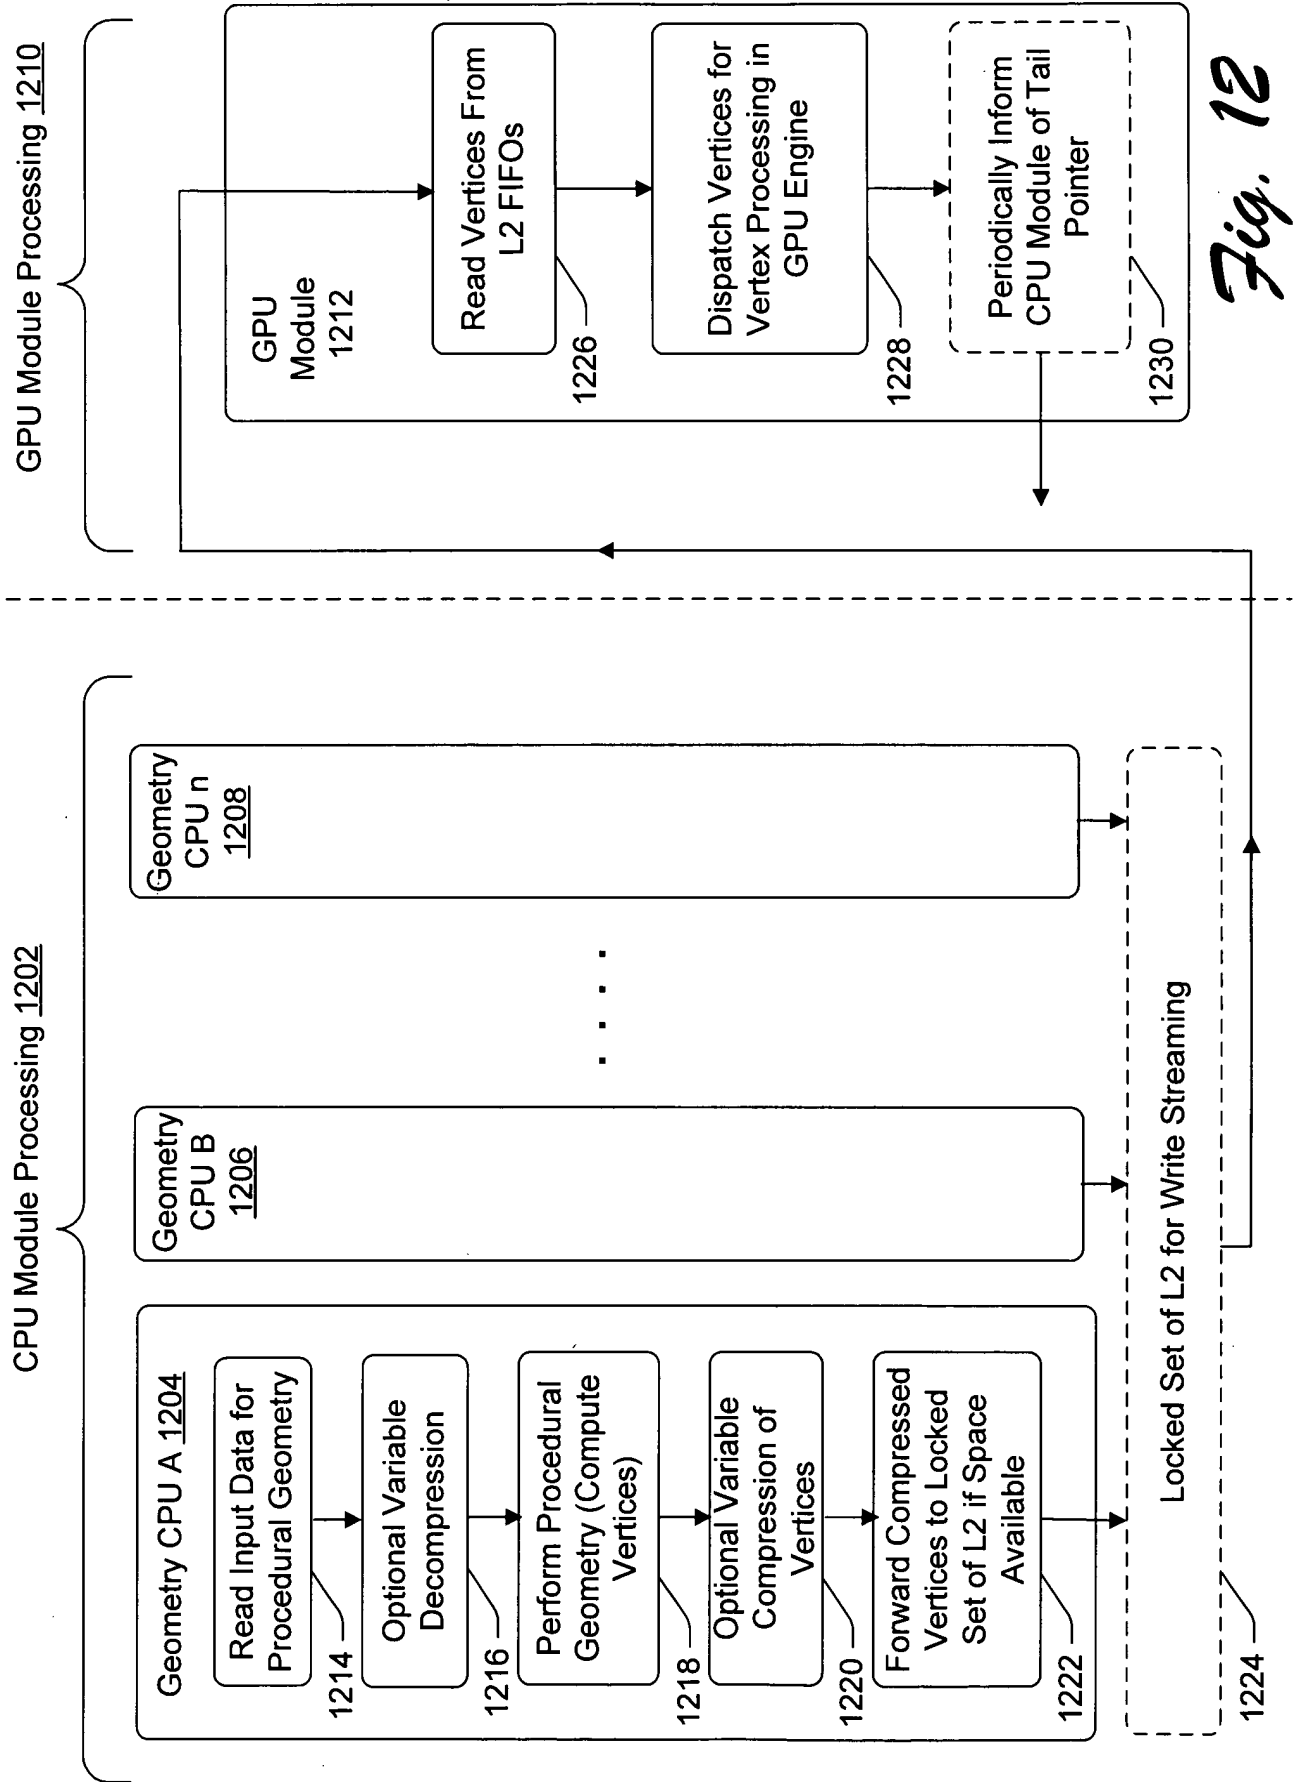 CPU Module Processing 1202
Geometry CPU A 1204
Read Input Data for
Procedural Geometry
1214
Optional Variable
Decompression
1216
Perform Procedural
Geometry (Compute
Vertices)
1218
Optional Variable
Compression of
Vertices
1220
Forward Compressed
Vertices to Locked
Set of L2 if Space
Available
1222
Geometry
CPU B
1206
. . . .
Geometry
CPU n
1208
Locked Set of L2 for Write Streaming
1224
GPU Module Processing 1210
GPU
Module
1212
Read Vertices From
L2 FIFOs
1226
Dispatch Vertices for
Vertex Processing in
GPU Engine
1228
Periodically Inform
CPU Module of Tail
Pointer
1230
Fig. 12